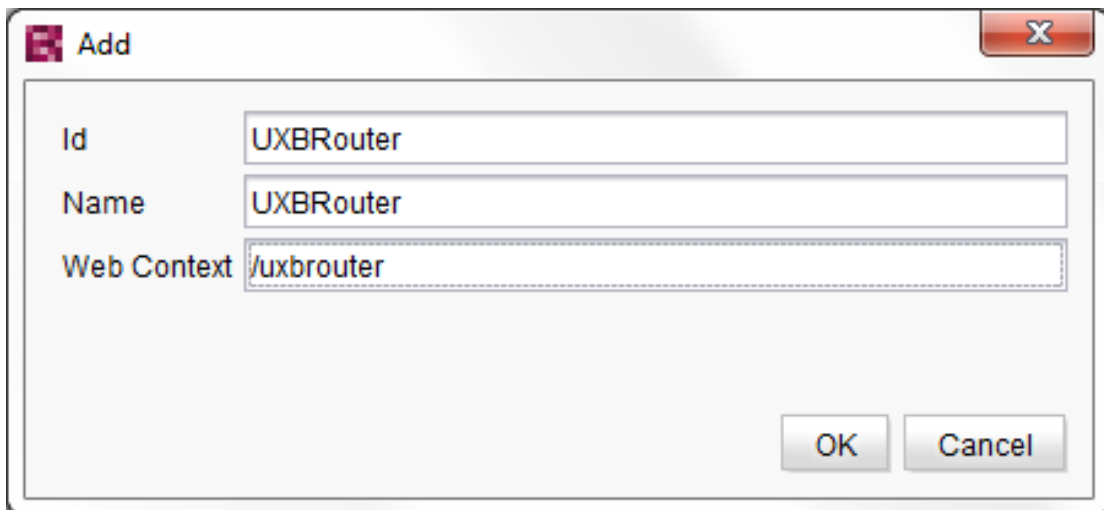 Add
Id UXBRouter
Name UXBRouter
Web Context /uxbrouter
OK Cancel